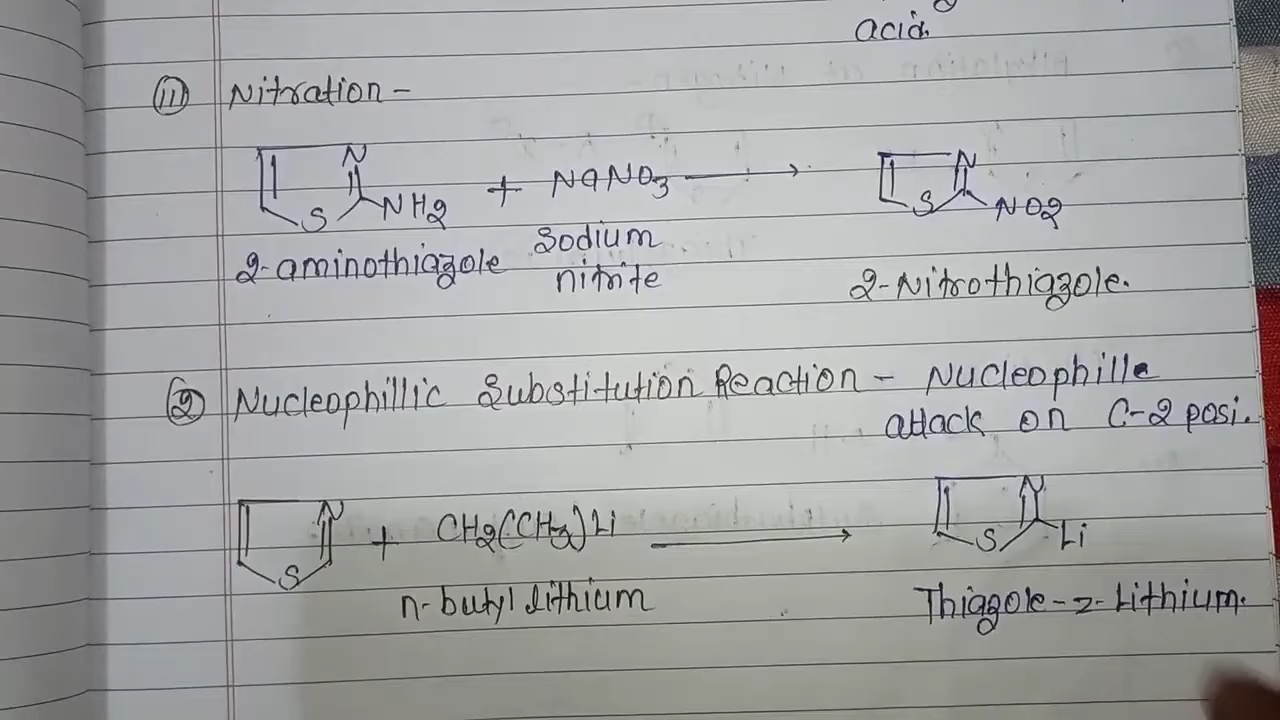 acid.
(11) Nitration -
N N
S NH2 + NaNO3 → S NO2
2-aminothiazole Sodium nitrite 2-Nitrothiazole.
(2) Nucleophillic Substitution Reaction - Nucleophille
attack on C-2 posi.
N N
S + CH2(CH3)Li → S Li
n-butyl lithium Thiazole-2-Lithium.